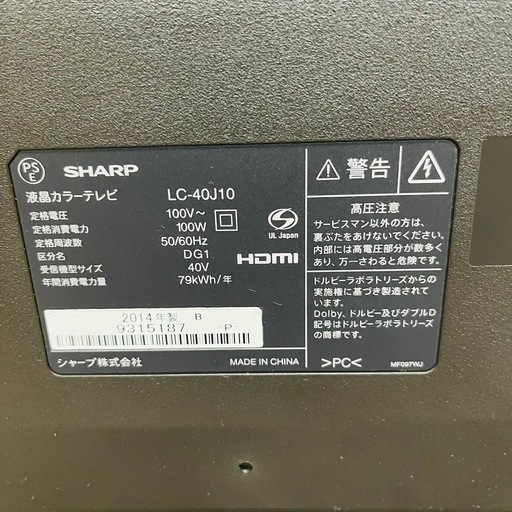 PS
E
SHARP
液晶カラーテレビ LC-40J10
定格電圧 100V~
定格消費電力 100W
定格周波数 50/60Hz
区分名 DG1
受信機型サイズ 40V
年間消費電力量 79kWh/年
UL Japan
HDMI
2014年製 B
9315187 -P-
シャープ株式会社 MADE IN CHINA
警告
高圧注意
サービスマン以外の方は、
裏ぶたをあけないでください。
内部には高電圧部分が数多く
あり、万一さわると危険です。
ドルビーラボラトリーズからの
実施権に基づき製造されて
います。
Dolby、ドルビー及びダブルD
記号はドルビーラボラトリーズ
の商標です。
>PC< MF097WJ